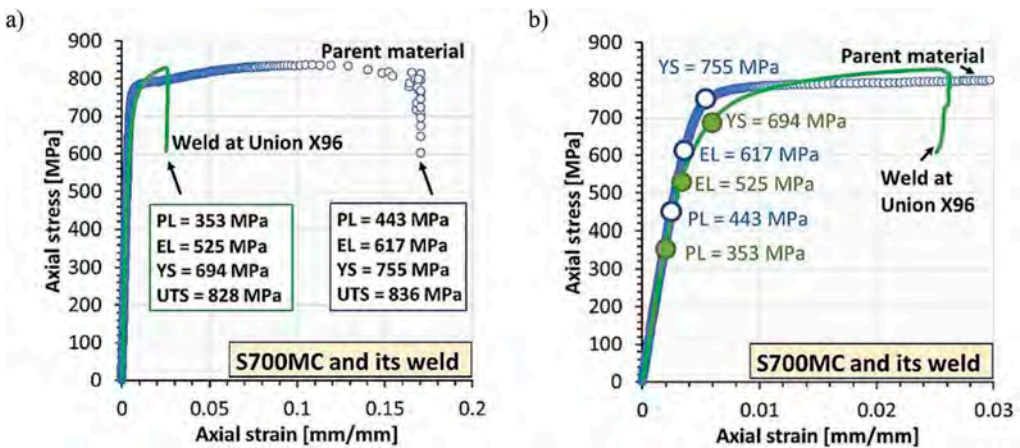 a)
Axial stress [MPa]
900
800
700
600
500
400
300
200
100
0
Parent material
Weld at Union X96
PL = 353 MPa
EL = 525 MPa
YS = 694 MPa
UTS = 828 MPa
PL = 443 MPa
EL = 617 MPa
YS = 755 MPa
UTS = 836 MPa
S700MC and its weld
0 0.05 0.1 0.15 0.2
Axial strain [mm/mm]
b)
Axial stress [MPa]
900
800
700
600
500
400
300
200
100
0
YS = 755 MPa
Parent material
YS = 694 MPa
EL = 617 MPa
EL = 525 MPa
Weld at
Union X96
PL = 443 MPa
PL = 353 MPa
S700MC and its weld
0 0.01 0.02 0.03
Axial strain [mm/mm]